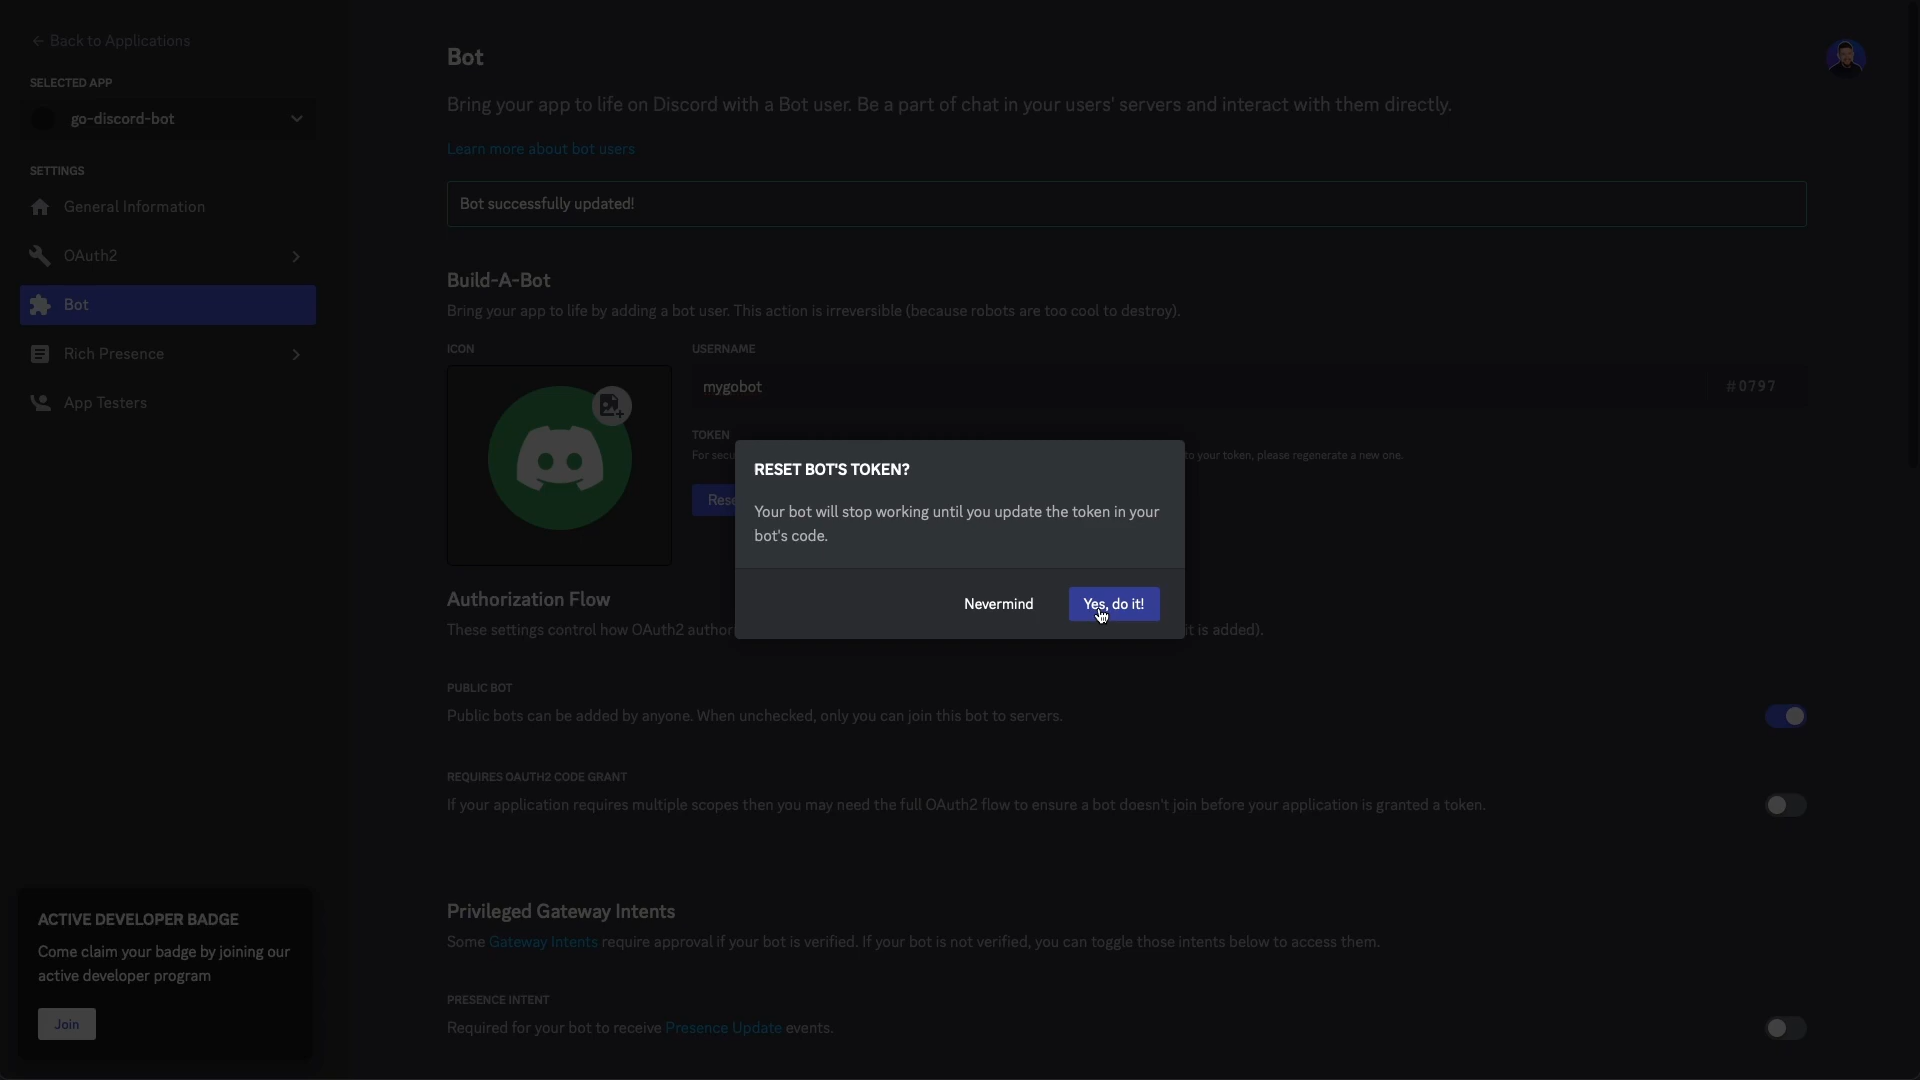 ← Back to Applications
SELECTED APP
go-discord-bot
SETTINGS
General Information
OAuth2
Bot
Rich Presence
App Testers
ACTIVE DEVELOPER BADGE
Come claim your badge by joining our
active developer program
Join
Bot
Bring your app to life on Discord with a Bot user. Be a part of chat in your users' servers and interact with them directly.
Learn more about bot users
Bot successfully updated!
Build-A-Bot
Bring your app to life by adding a bot user. This action is irreversible (because robots are too cool to destroy).
ICON
USERNAME
mygobot #0797
TOKEN
For to your token, please regenerate a new one.
RESET BOT'S TOKEN?
Your bot will stop working until you update the token in your
bot's code.
Nevermind
Yes, do it!
Authorization Flow
These settings control how OAuth2 it is added).
PUBLIC BOT
Public bots can be added by anyone. When unchecked, only you can join this bot to servers.
REQUIRES OAUTH2 CODE GRANT
If your application requires multiple scopes then you may need the full OAuth2 flow to ensure a bot doesn't join before your application is granted a token.
Privileged Gateway Intents
Some Gateway Intents require approval if your bot is verified. If your bot is not verified, you can toggle those intents below to access them.
PRESENCE INTENT
Required for your bot to receive Presence Update events.